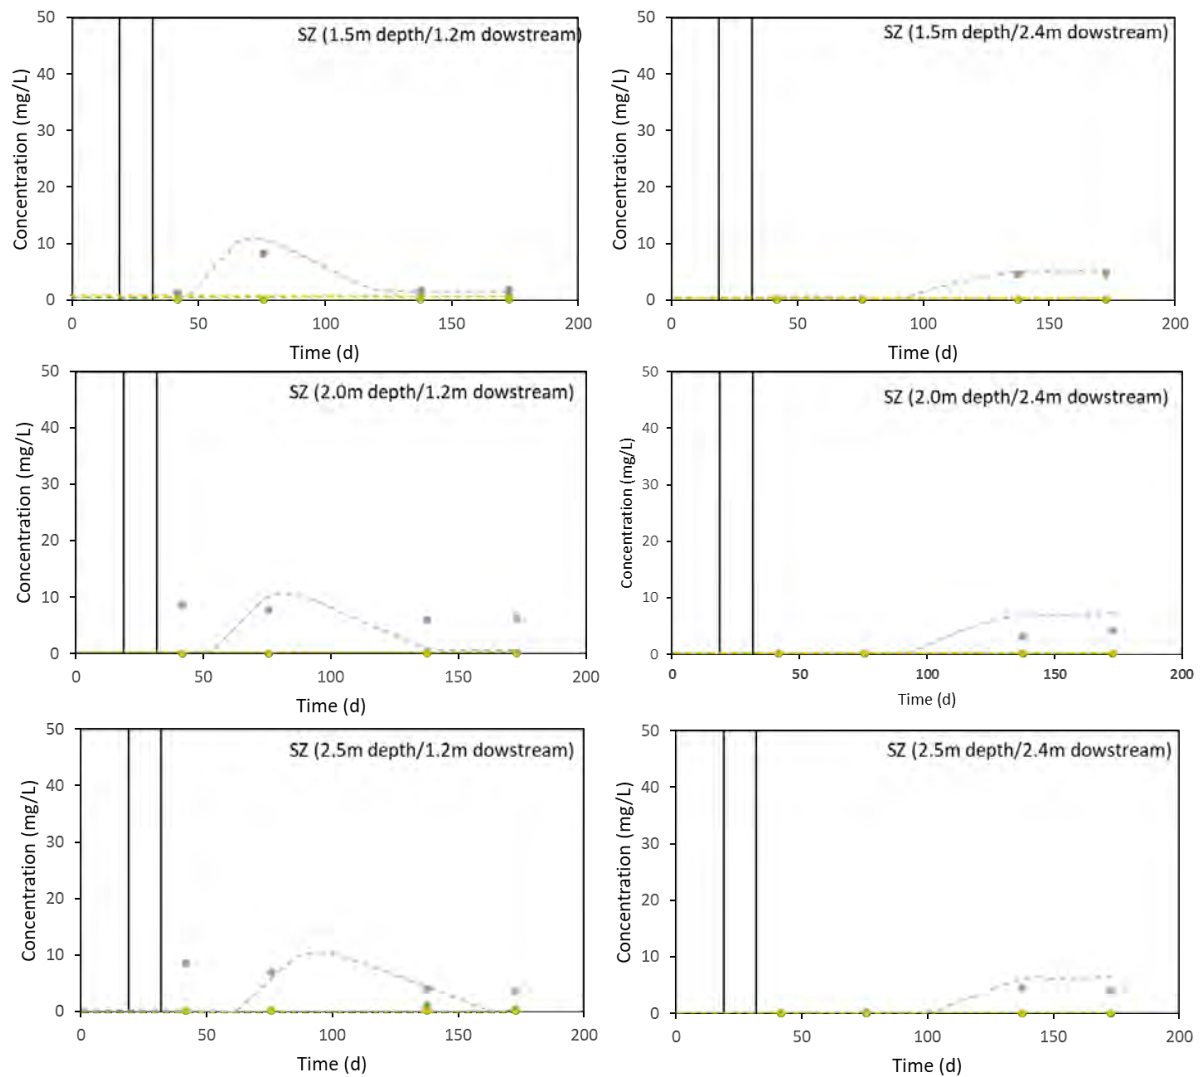 SZ (1.5m depth/1.2m dowstream)
Concentration (mg/L)
50
40
30
20
10
0
0 50 100 150 200
Time (d)
SZ (1.5m depth/2.4m dowstream)
Concentration (mg/L)
50
40
30
20
10
0
0 50 100 150 200
Time (d)
SZ (2.0m depth/1.2m dowstream)
Concentration (mg/L)
50
40
30
20
10
0
0 50 100 150 200
Time (d)
SZ (2.0m depth/2.4m dowstream)
Concentration (mg/L)
50
40
30
20
10
0
0 50 100 150 200
Time (d)
SZ (2.5m depth/1.2m dowstream)
Concentration (mg/L)
50
40
30
20
10
0
0 50 100 150 200
Time (d)
SZ (2.5m depth/2.4m dowstream)
Concentration (mg/L)
50
40
30
20
10
0
0 50 100 150 200
Time (d)